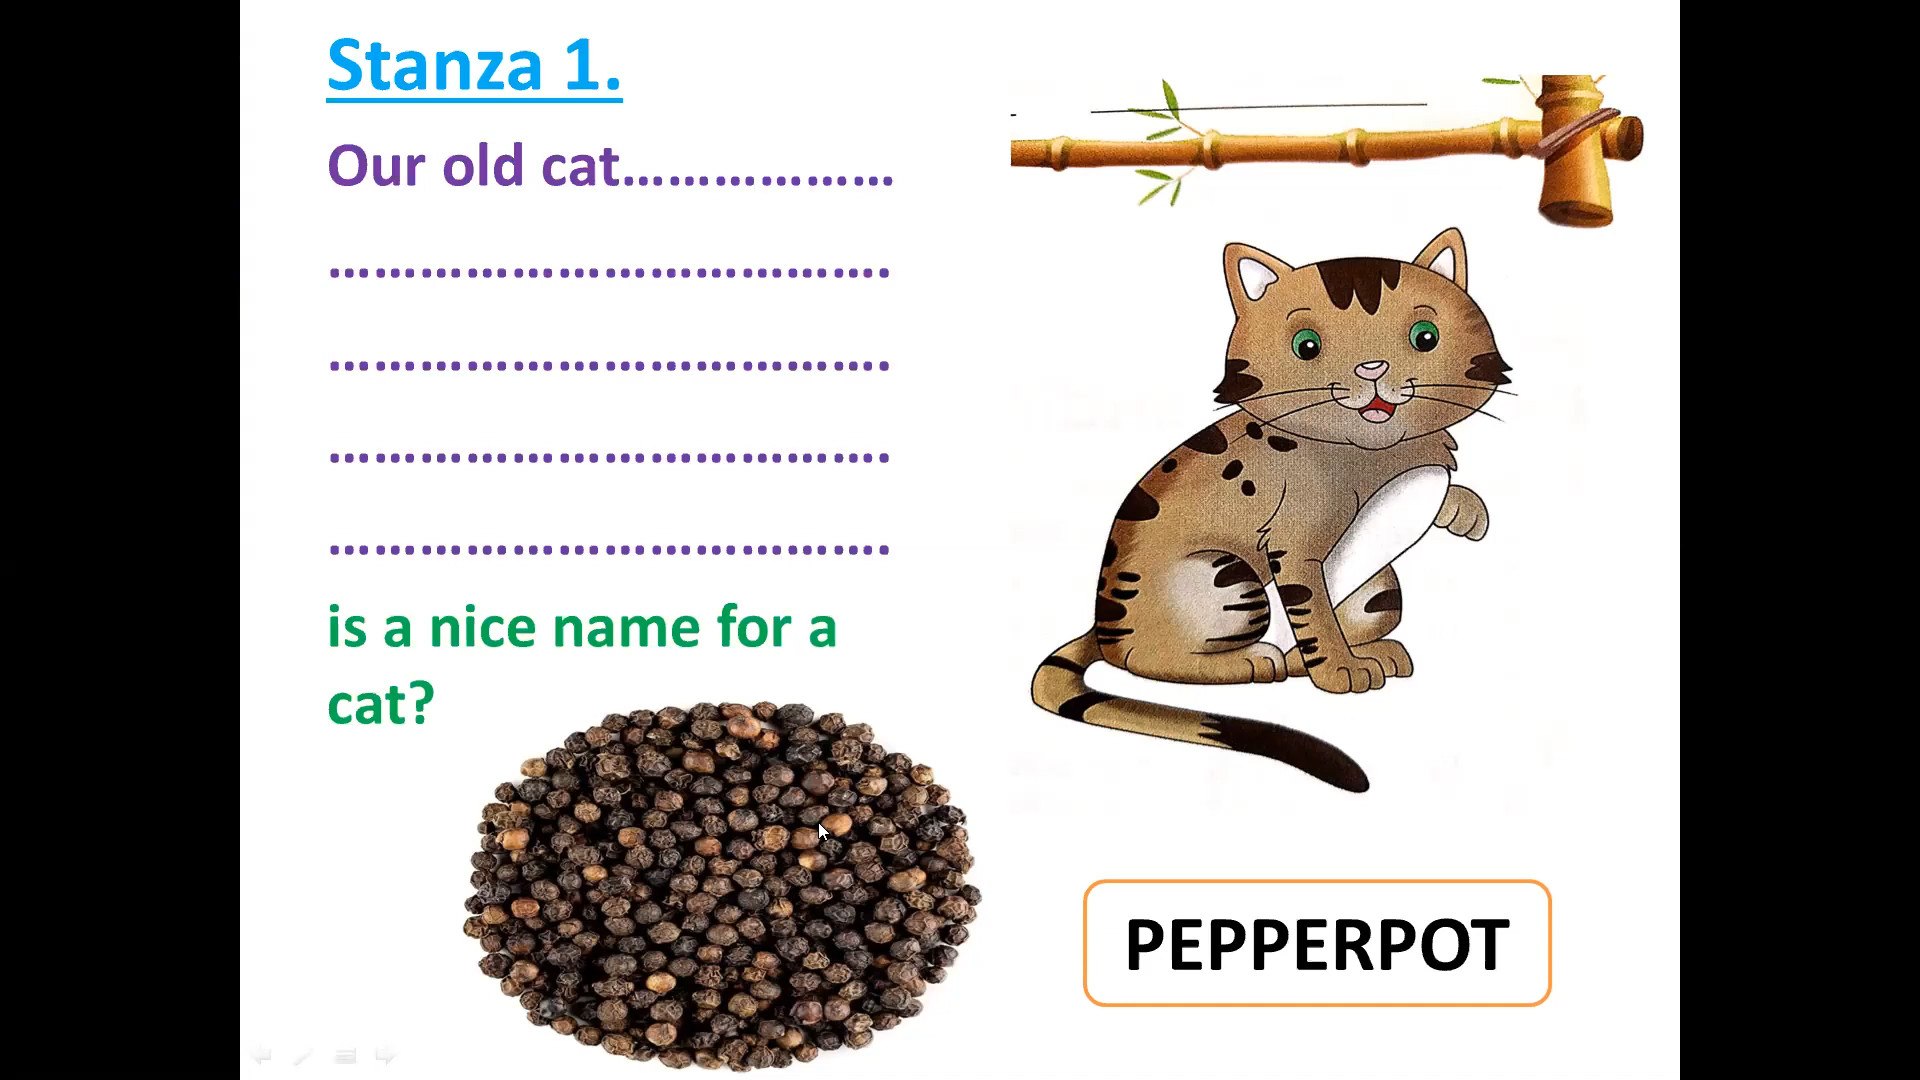 Stanza 1.
Our old cat………………
……………………………….
……………………………….
……………………………….
……………………………….
is a nice name for a
cat?
PEPPERPOT